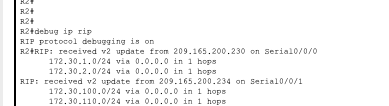 R2#
R2#
R2#
R2#debug ip rip
RIP protocol debugging is on
R2#RIP: received v2 update from 209.165.200.230 on Serial0/0/0
172.30.1.0/24 via 0.0.0.0 in 1 hops
172.30.2.0/24 via 0.0.0.0 in 1 hops
RIP: received v2 update from 209.165.200.234 on Serial0/0/1
172.30.100.0/24 via 0.0.0.0 in 1 hops
172.30.110.0/24 via 0.0.0.0 in 1 hops